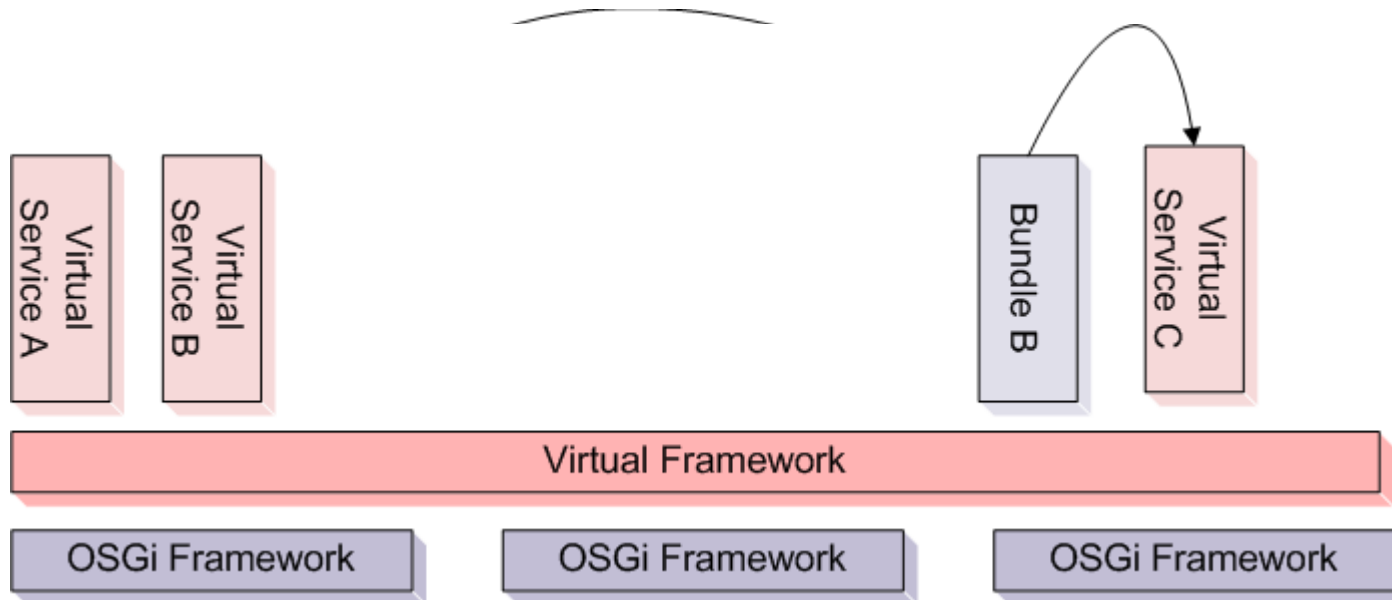 Virtual
Service A
Virtual
Service B
Bundle B
Virtual
Service C
Virtual Framework
OSGi Framework
OSGi Framework
OSGi Framework